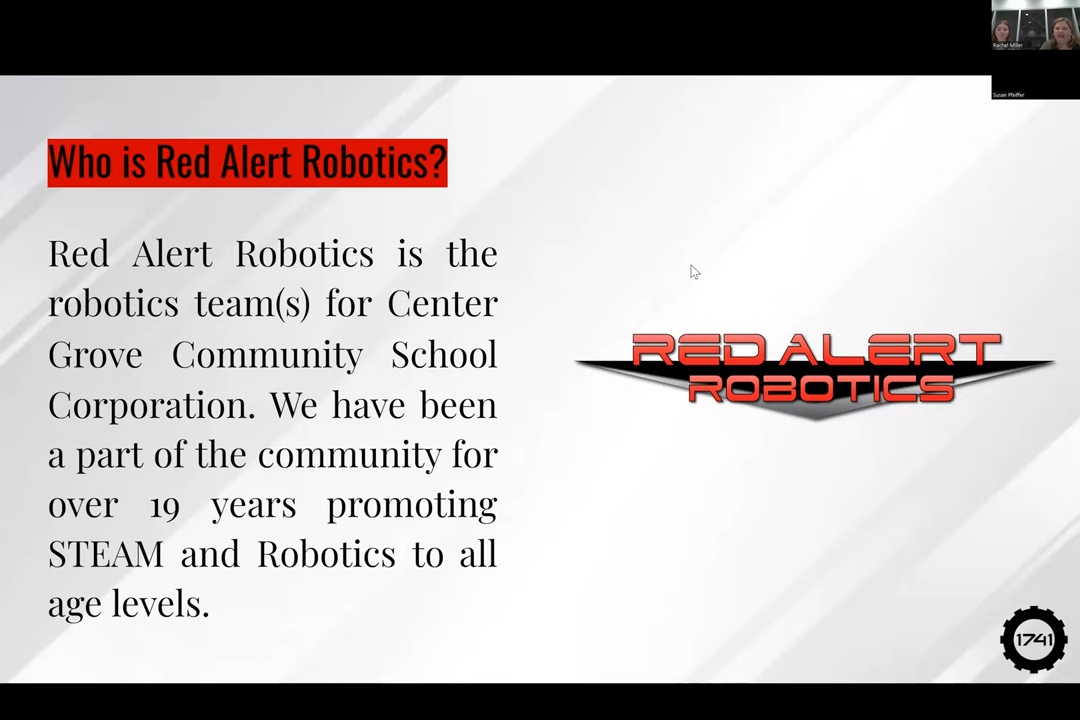 Rachel Miller
Susan Pfeiffer
Who is Red Alert Robotics?
Red Alert Robotics is the
robotics team(s) for Center
Grove Community School
Corporation. We have been
a part of the community for
over 19 years promoting
STEAM and Robotics to all
age levels.
RED ALERT
ROBOTICS
1741